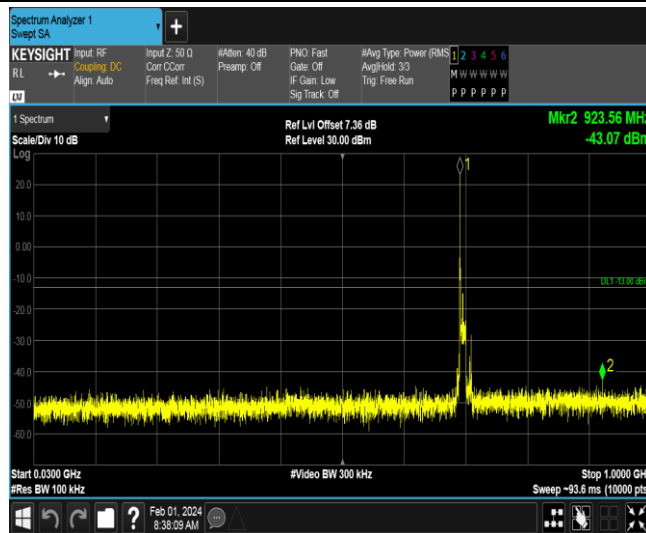 Spectrum Analyzer 1
Swept SA
+
KEYSIGHT
RL
LXI
Input: RF
Coupling: DC
Align: Auto
Input Z: 50 Ω
Corr CCorr
Freq Ref: Int (S)
#Atten: 40 dB
Preamp: Off
PNO: Fast
Gate: Off
IF Gain: Low
Sig Track: Off
#Avg Type: Power (RMS
Avg|Hold: 3/3
Trig: Free Run
1 2 3 4 5 6
M W W W W W
P P P P P P
1 Spectrum
Scale/Div 10 dB
Log
Ref Lvl Offset 7.36 dB
Ref Level 30.00 dBm
Mkr2 923.56 MHz
-43.07 dBm
1
20.0
10.0
0.00
-10.0
DL1 -13.00 dBm
-20.0
-30.0
-40.0
2
-50.0
-60.0
Start 0.0300 GHz
#Video BW 300 kHz
Stop 1.0000 GH
#Res BW 100 kHz
Sweep ~93.6 ms (10000 pts
?
Feb 01, 2024
8:38:09 AM